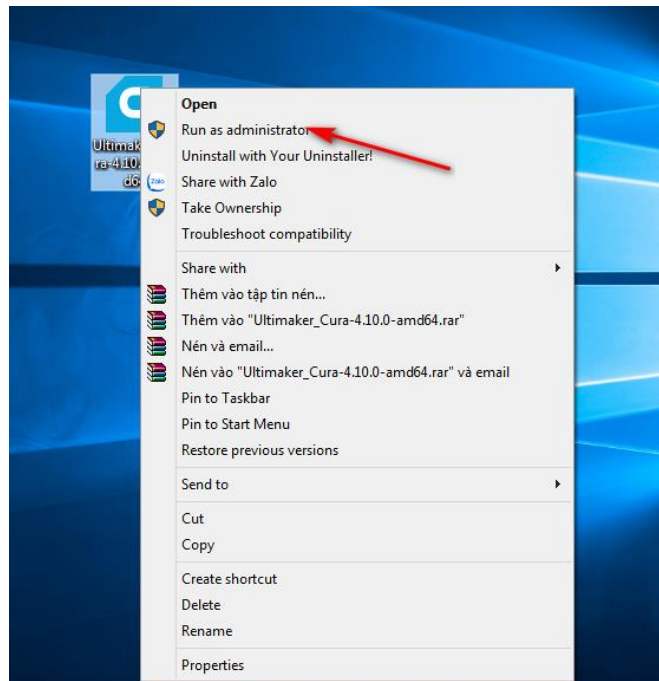 Open
Run as administrator
Uninstall with Your Uninstaller!
Share with Zalo
Take Ownership
Troubleshoot compatibility
Share with
Thêm vào tập tin nén...
Thêm vào "Ultimaker_Cura-4.10.0-amd64.rar"
Nén và email...
Nén vào "Ultimaker_Cura-4.10.0-amd64.rar" và email
Pin to Taskbar
Pin to Start Menu
Restore previous versions
Send to
Cut
Copy
Create shortcut
Delete
Rename
Properties